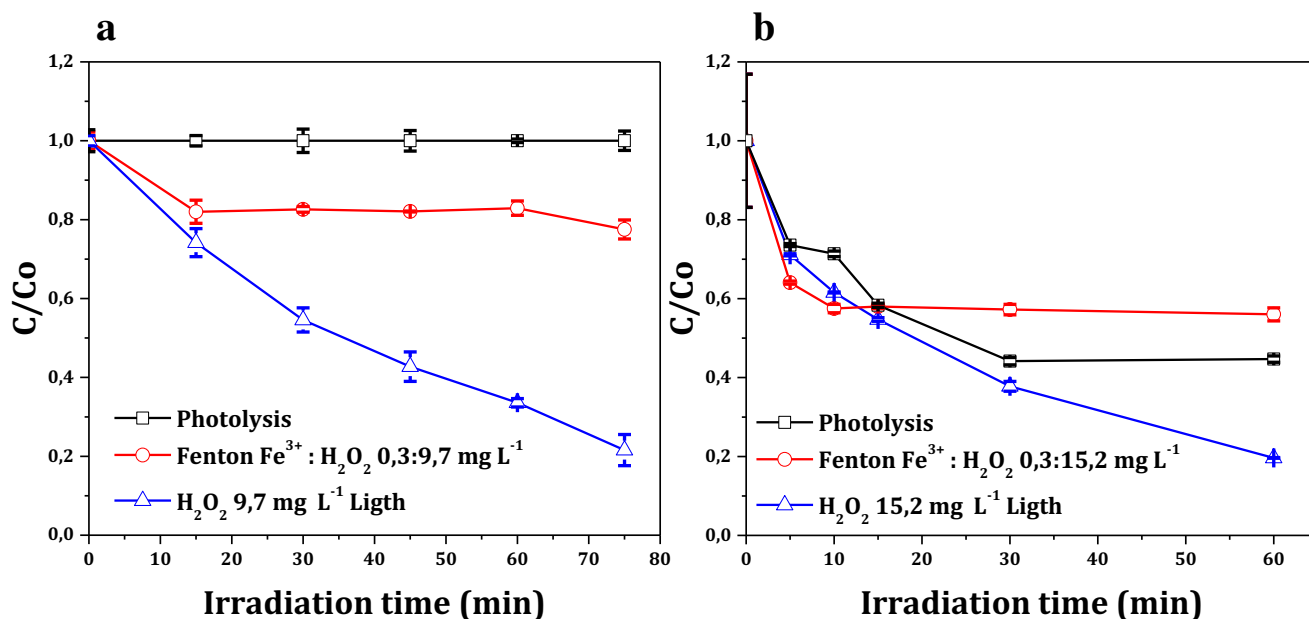 a
1,2
1,0
0,8
0,6
0,4
0,2
0,0
C/Co
Photolysis
Fenton Fe³⁺ : H₂O₂ 0,3:9,7 mg L⁻¹
H₂O₂ 9,7 mg L⁻¹ Ligth
0 10 20 30 40 50 60 70 80
Irradiation time (min)
b
1,2
1,0
0,8
0,6
0,4
0,2
0,0
C/Co
Photolysis
Fenton Fe³⁺ : H₂O₂ 0,3:15,2 mg L⁻¹
H₂O₂ 15,2 mg L⁻¹ Ligth
0 10 20 30 40 50 60
Irradiation time (min)